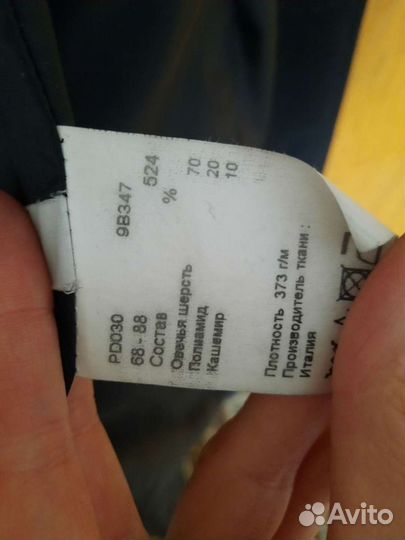 PD030 9B347
68 - 88 524
Состав %
Овечья шерсть 70
Полиамид 20
Кашемир 10
Плотность 373 г/м
Производитель ткани :
Италия
Avito